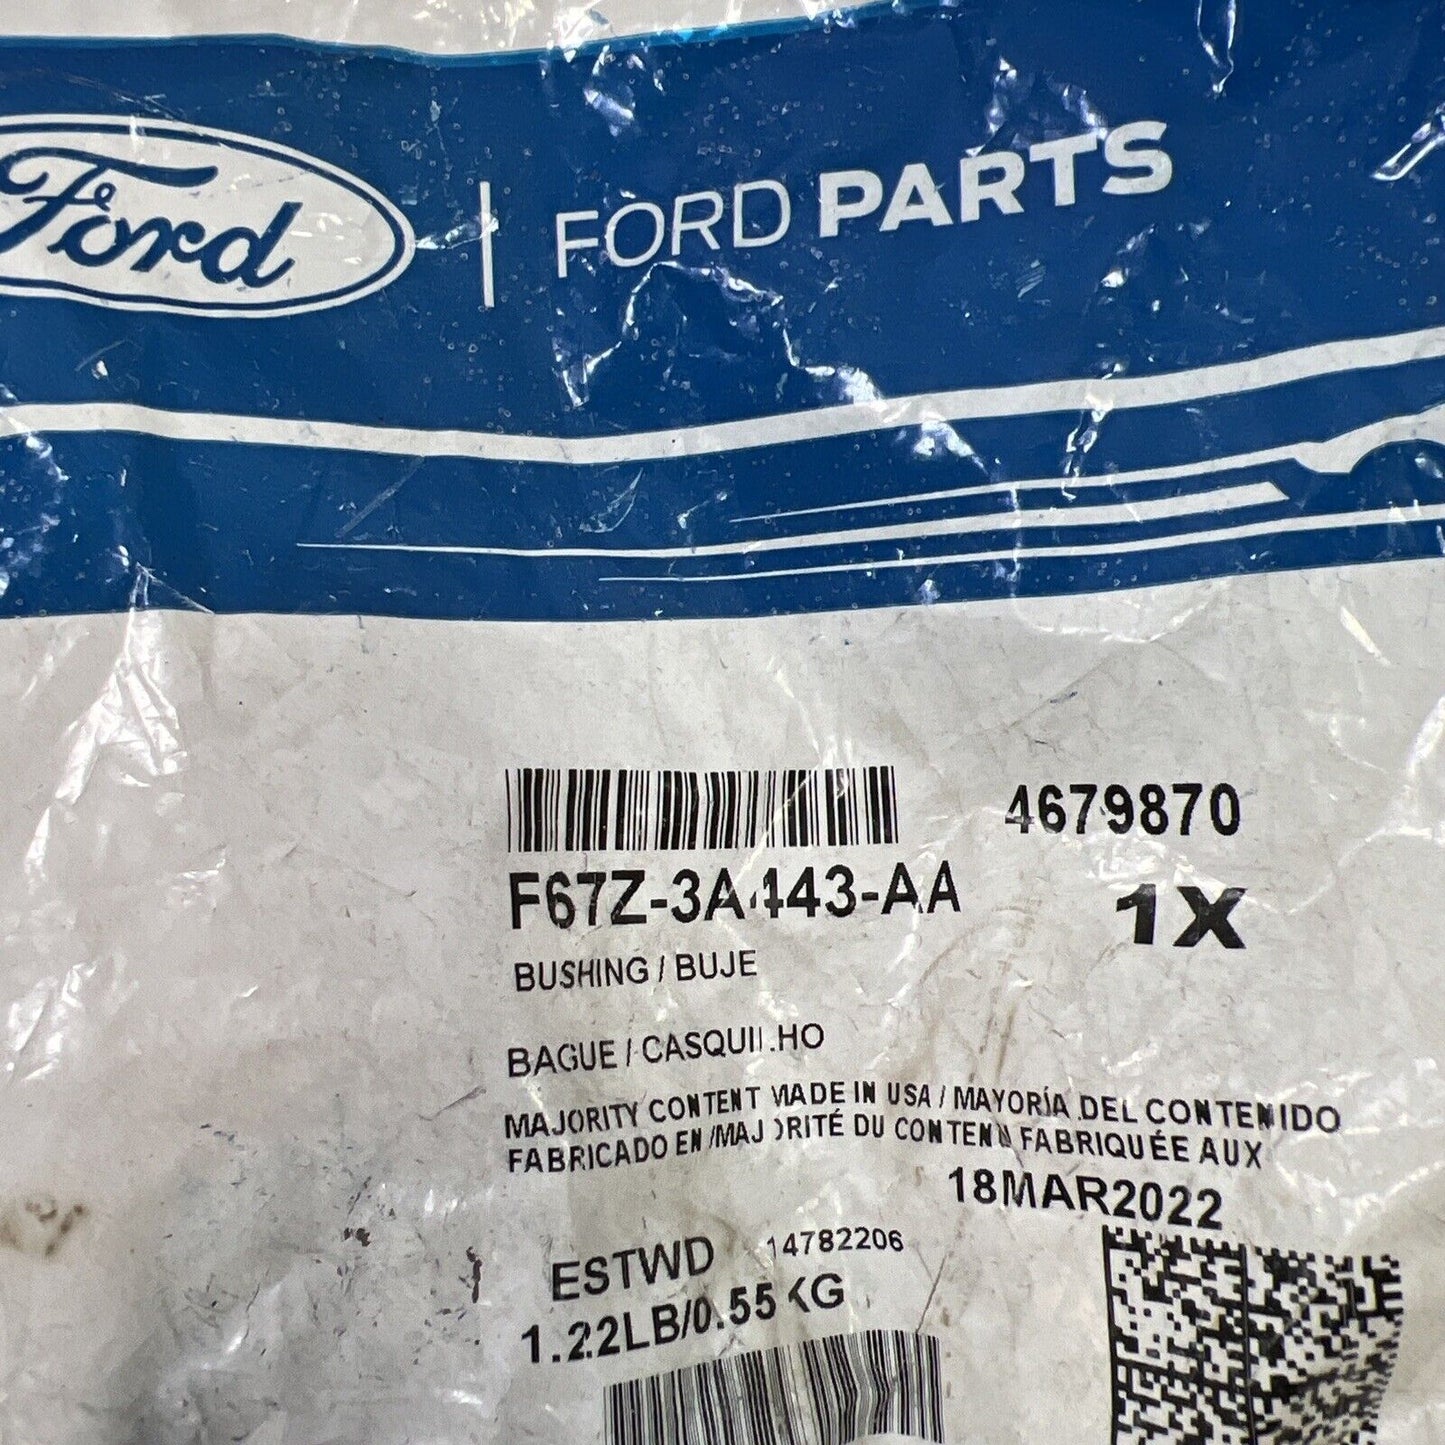 Ford | FORD PARTS
4679870
F67Z-3A443-AA
1X
BUSHING / BUJE
BAGUE / CASQUILHO
MAJORITY CONTENT MADE IN USA / MAYORÍA DEL CONTENIDO
FABRICADO EN /MAJORITÉ DU CONTENU FABRIQUÉE AUX
18MAR2022
ESTWD 14782206
1.22LB/0.55KG